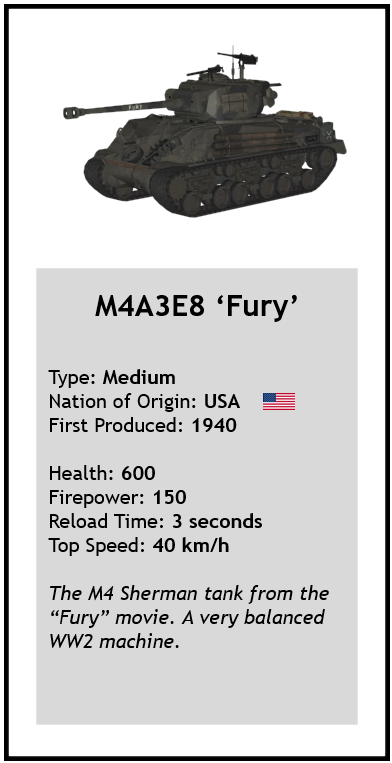 FURY
M4A3E8 ‘Fury’
Type: Medium
Nation of Origin: USA
First Produced: 1940
Health: 600
Firepower: 150
Reload Time: 3 seconds
Top Speed: 40 km/h
The M4 Sherman tank from the
“Fury” movie. A very balanced
WW2 machine.